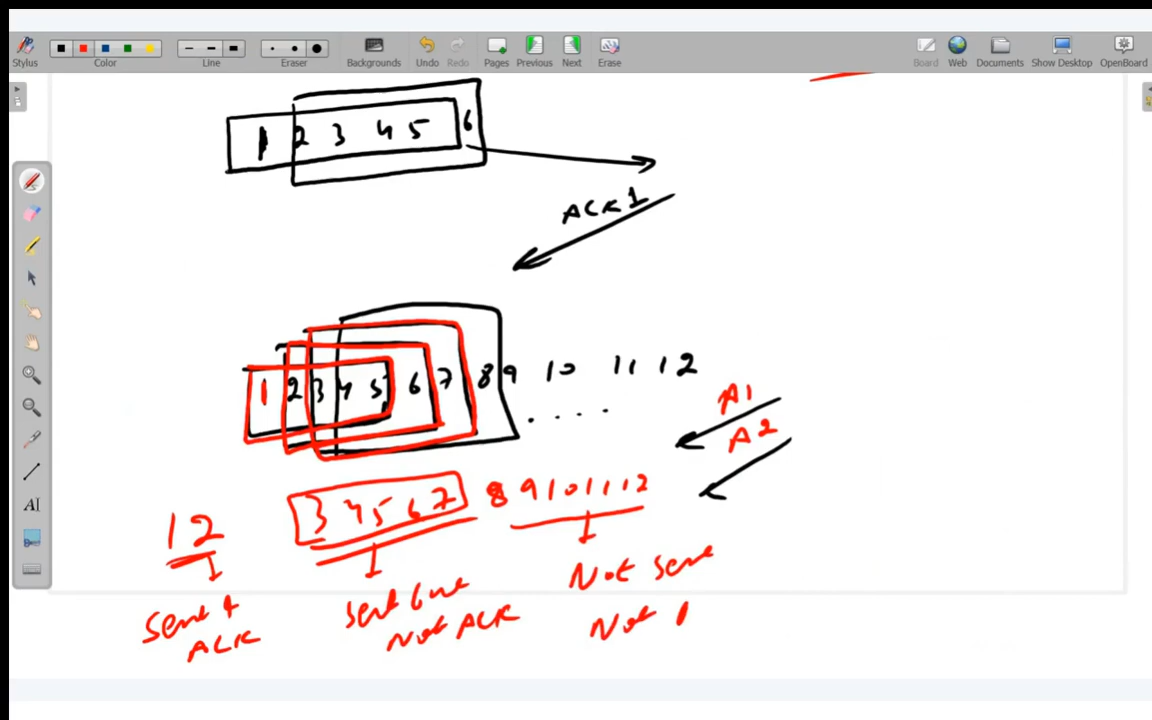 Stylus
Color
Line
Eraser
Backgrounds
Undo
Redo
Pages
Previous
Next
Erase
Board
Web
Documents
Show Desktop
OpenBoard
1 2 3 4 5 6
ACK1
1 2 3 4 5 6 7 8 9 10 11 12
. . . . .
A1
A2
1 2
3 4 5 6 7 8 9 10 11 12
Sent &
ACK
Sent but
Not ACK
Not Sent
Not